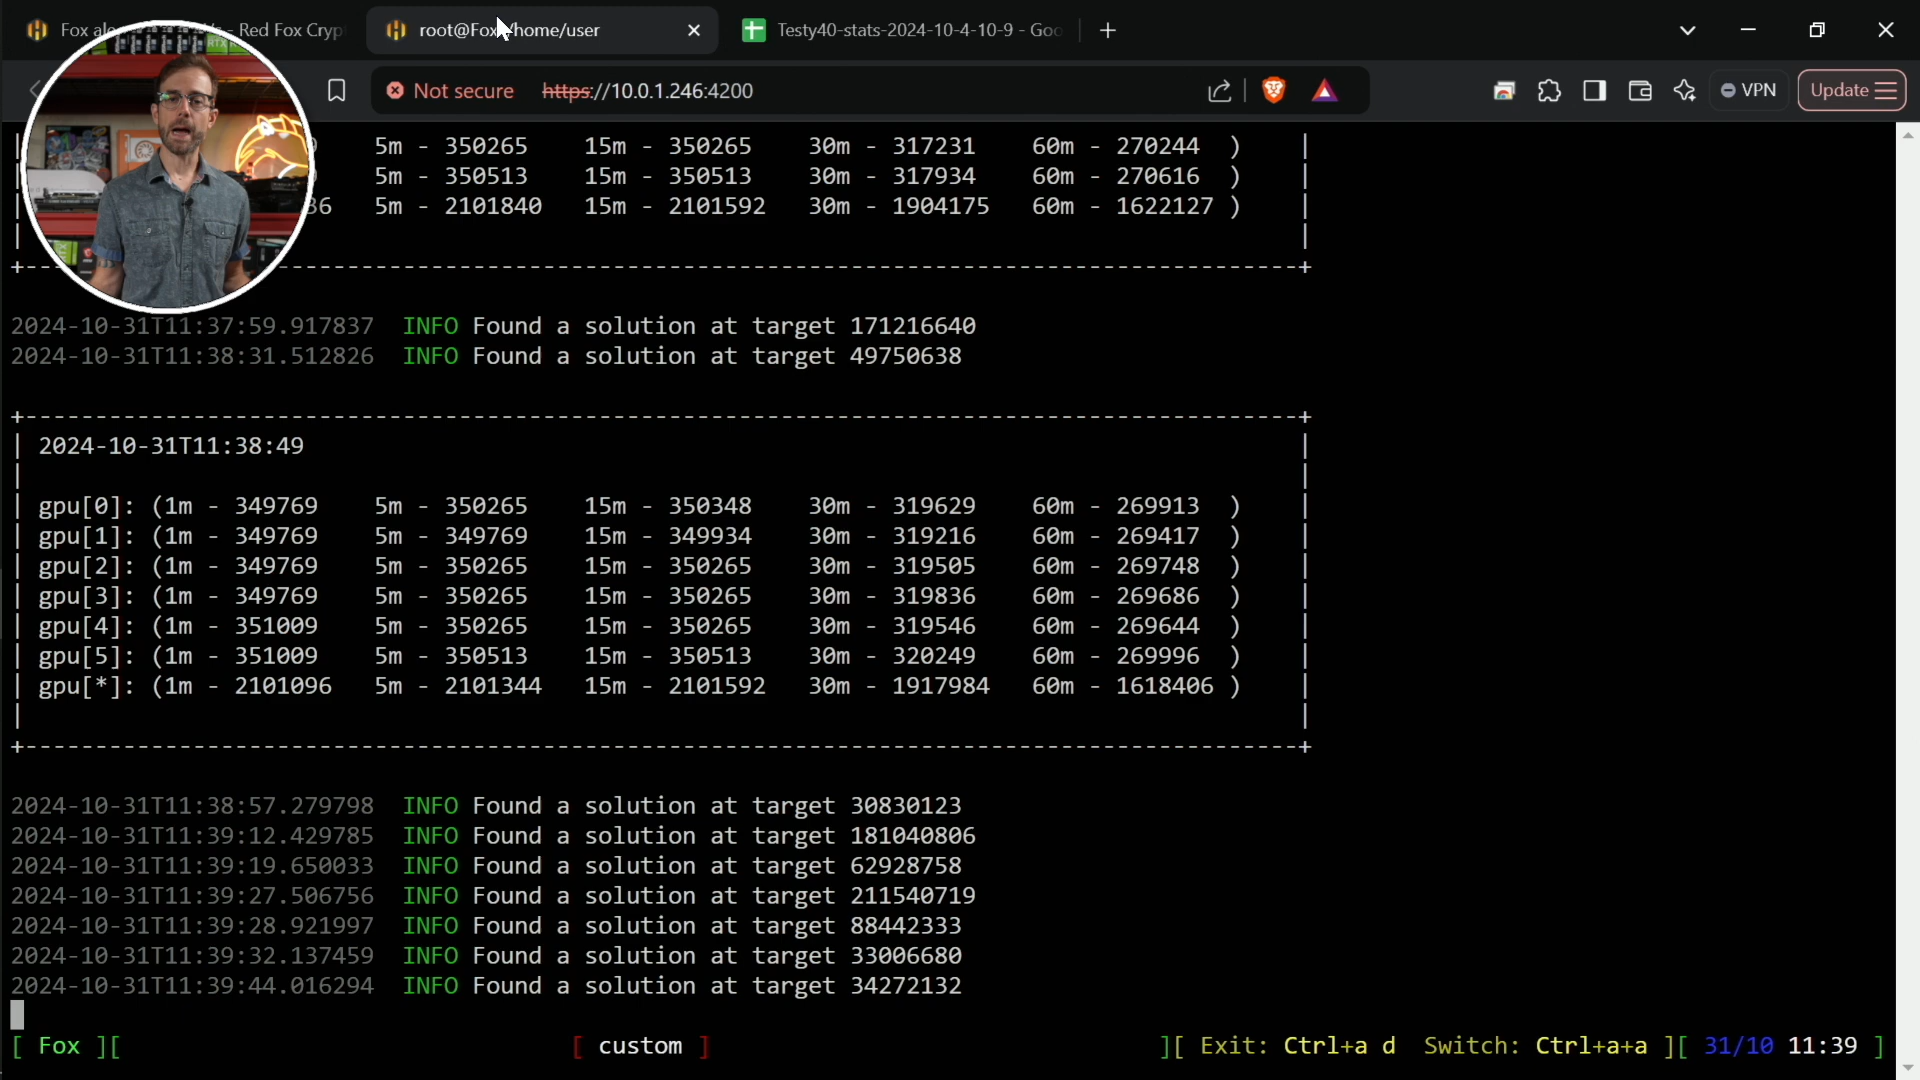 Fox al
- Red Fox Cryp
root@Fox
/home/user
Testy40-stats-2024-10-4-10-9 - Goo
Not secure
https://10.0.1.246:4200
VPN
Update
5m - 350265 15m - 350265 30m - 317231 60m - 270244 ) |
5m - 350513 15m - 350513 30m - 317934 60m - 270616 ) |
36 5m - 2101840 15m - 2101592 30m - 1904175 60m - 1622127 ) |
2024-10-31T11:37:59.917837 INFO Found a solution at target 171216640
2024-10-31T11:38:31.512826 INFO Found a solution at target 49750638
| 2024-10-31T11:38:49 |
| gpu[0]: (1m - 349769 5m - 350265 15m - 350348 30m - 319629 60m - 269913 ) |
| gpu[1]: (1m - 349769 5m - 349769 15m - 349934 30m - 319216 60m - 269417 ) |
| gpu[2]: (1m - 349769 5m - 350265 15m - 350265 30m - 319505 60m - 269748 ) |
| gpu[3]: (1m - 349769 5m - 350265 15m - 350265 30m - 319836 60m - 269686 ) |
| gpu[4]: (1m - 351009 5m - 350265 15m - 350265 30m - 319546 60m - 269644 ) |
| gpu[5]: (1m - 351009 5m - 350513 15m - 350513 30m - 320249 60m - 269996 ) |
| gpu[*]: (1m - 2101096 5m - 2101344 15m - 2101592 30m - 1917984 60m - 1618406 ) |
2024-10-31T11:38:57.279798 INFO Found a solution at target 30830123
2024-10-31T11:39:12.429785 INFO Found a solution at target 181040806
2024-10-31T11:39:19.650033 INFO Found a solution at target 62928758
2024-10-31T11:39:27.506756 INFO Found a solution at target 211540719
2024-10-31T11:39:28.921997 INFO Found a solution at target 88442333
2024-10-31T11:39:32.137459 INFO Found a solution at target 33006680
2024-10-31T11:39:44.016294 INFO Found a solution at target 34272132
[ Fox ][ [ custom ] ][ Exit: Ctrl+a d Switch: Ctrl+a+a ][ 31/10 11:39 ]